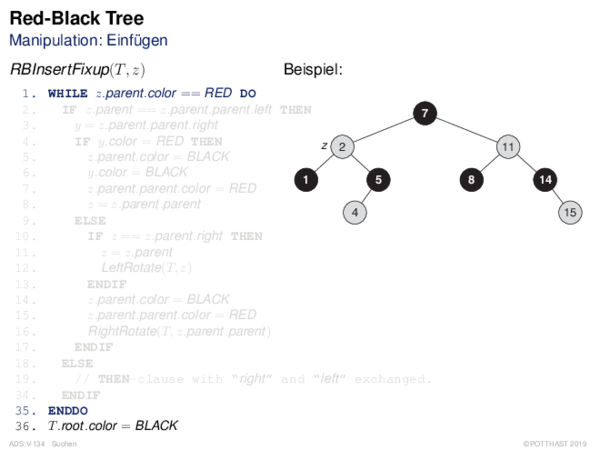 Red-Black Tree
Manipulation: Einfügen
RBInsertFixup(T, z)
1. WHILE z.parent.color == RED DO
2. IF z.parent == z.parent.parent.left THEN
3. y = z.parent.parent.right
4. IF y.color = RED THEN
5. z.parent.color = BLACK
6. y.color = BLACK
7. z.parent.parent.color = RED
8. z = z.parent.parent
9. ELSE
10. IF z == z.parent.right THEN
11. z = z.parent
12. LeftRotate(T, z)
13. ENDIF
14. z.parent.color = BLACK
15. z.parent.parent.color = RED
16. RightRotate(T, z.parent.parent)
17. ENDIF
18. ELSE
19. // THEN-clause with "right" and "left" exchanged.
34. ENDIF
35. ENDDO
36. T.root.color = BLACK
Beispiel:
7
z 2 11
1 5 8 14
4 15
ADS:V-134 Suchen
©POTTHAST 2019